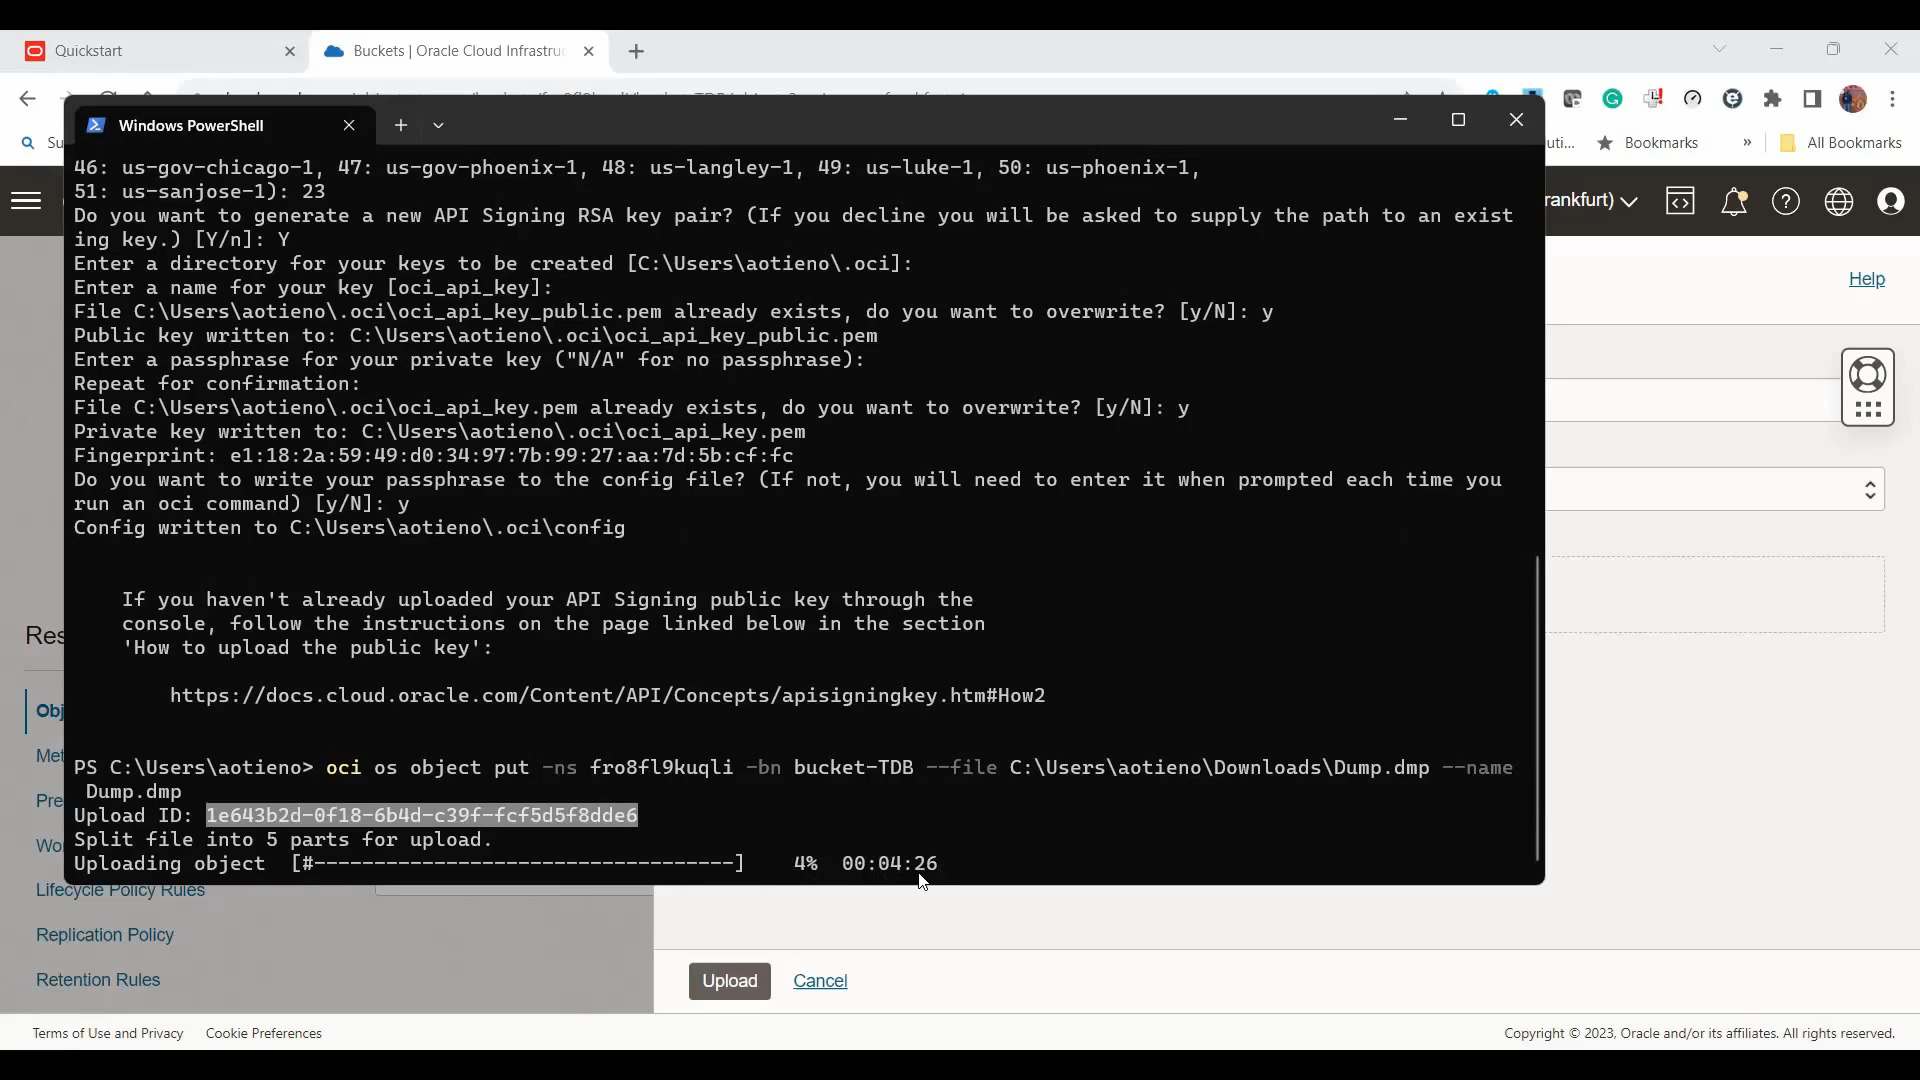 Quickstart
Buckets | Oracle Cloud Infrastruc
Su
Bookmarks
All Bookmarks
Windows PowerShell
46: us-gov-chicago-1, 47: us-gov-phoenix-1, 48: us-langley-1, 49: us-luke-1, 50: us-phoenix-1,
51: us-sanjose-1): 23
Do you want to generate a new API Signing RSA key pair? (If you decline you will be asked to supply the path to an exist
ing key.) [Y/n]: Y
Enter a directory for your keys to be created [C:\Users\aotieno\.oci]:
Enter a name for your key [oci_api_key]:
File C:\Users\aotieno\.oci\oci_api_key_public.pem already exists, do you want to overwrite? [y/N]: y
Public key written to: C:\Users\aotieno\.oci\oci_api_key_public.pem
Enter a passphrase for your private key ("N/A" for no passphrase):
Repeat for confirmation:
File C:\Users\aotieno\.oci\oci_api_key.pem already exists, do you want to overwrite? [y/N]: y
Private key written to: C:\Users\aotieno\.oci\oci_api_key.pem
Fingerprint: e1:18:2a:59:49:d0:34:97:7b:99:27:aa:7d:5b:cf:fc
Do you want to write your passphrase to the config file? (If not, you will need to enter it when prompted each time you
run an oci command) [y/N]: y
Config written to C:\Users\aotieno\.oci\config
If you haven't already uploaded your API Signing public key through the
console, follow the instructions on the page linked below in the section
'How to upload the public key':
https://docs.cloud.oracle.com/Content/API/Concepts/apisigningkey.htm#How2
PS C:\Users\aotieno> oci os object put -ns fro8fl9kuqli -bn bucket-TDB --file C:\Users\aotieno\Downloads\Dump.dmp --name
Dump.dmp
Upload ID: 1e643b2d-0f18-6b4d-c39f-fcf5d5f8dde6
Split file into 5 parts for upload.
Uploading object [#-----------------------------------] 4% 00:04:26
rankfurt)
Help
Res
Obj
Met
Pre
Wo
Lifecycle Policy Rules
Replication Policy
Retention Rules
Upload
Cancel
Terms of Use and Privacy
Cookie Preferences
Copyright © 2023, Oracle and/or its affiliates. All rights reserved.